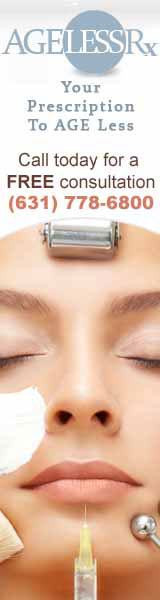 AGELESSRx
Your
Prescription
To AGE Less
Call today for a
FREE consultation
(631) 778-6800